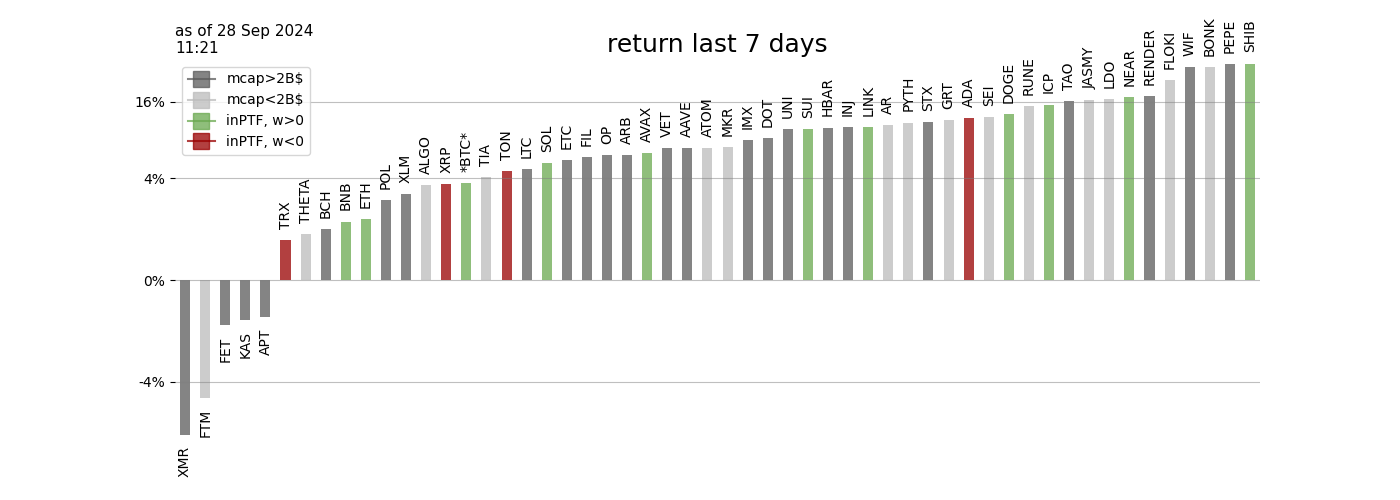 as of 28 Sep 2024
11:21
return last 7 days
mcap>2B$
mcap<2B$
inPTF, w>0
inPTF, w<0
16%
4%
0%
-4%
XMR
FTM
FET
KAS
APT
TRX
THETA
BCH
BNB
ETH
POL
XLM
ALGO
XRP
*BTC*
TIA
TON
LTC
SOL
ETC
FIL
OP
ARB
AVAX
VET
AAVE
ATOM
MKR
IMX
DOT
UNI
SUI
HBAR
INJ
LINK
AR
PYTH
STX
GRT
ADA
SEI
DOGE
RUNE
ICP
TAO
JASMY
LDO
NEAR
RENDER
FLOKI
WIF
BONK
PEPE
SHIB